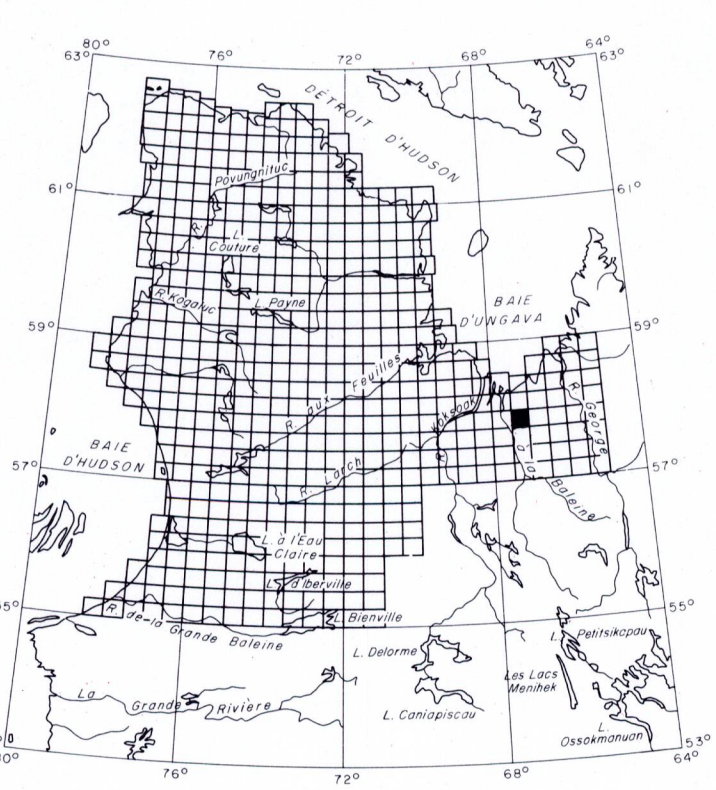 80°
76°
72°
68°
64°
63°
63°
DÉTROIT D'HUDSON
Povungnituc
R.
61°
61°
L.
Couture
R. Kogaluc
L. Payne
BAIE
D'UNGAVA
59°
59°
R. aux Feuilles
Koksoak
R.
R. George
à la Baleine
R. Larch
BAIE
D'HUDSON
57°
57°
L. à l'Eau
Claire
L. d'Iberville
L. Bienville
55°
55°
R. de-la Grande Baleine
L. Delorme
L. Petitsikapau
Les Lacs
Menihek
La Grande Rivière
L. Caniapiscau
L.
Ossokmanuan
53°
76°
72°
68°
64°